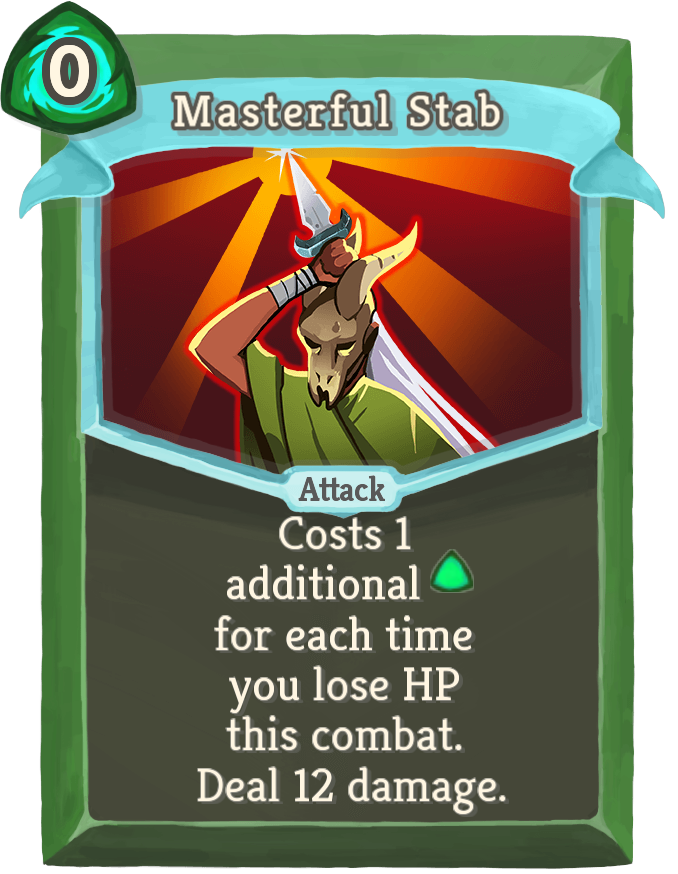 0
Masterful Stab
Attack
Costs 1
additional
for each time
you lose HP
this combat.
Deal 12 damage.